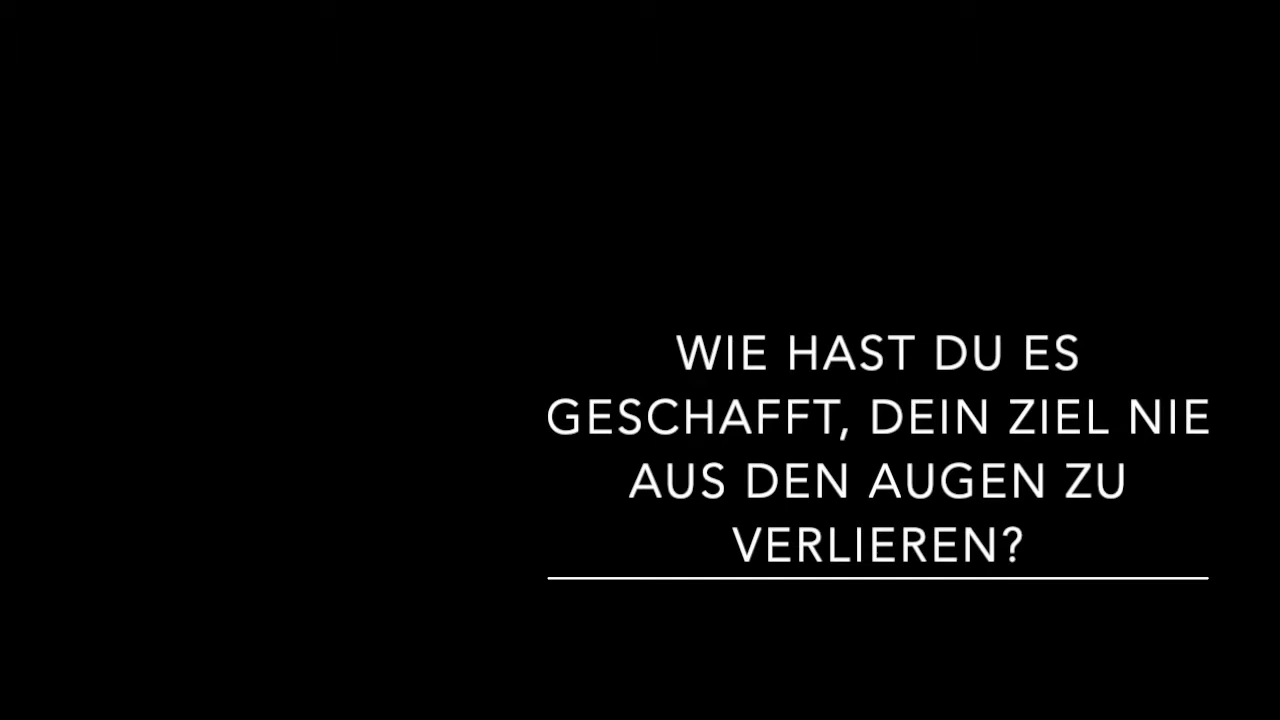 WIE HAST DU ES
GESCHAFFT, DEIN ZIEL NIE
AUS DEN AUGEN ZU
VERLIEREN?